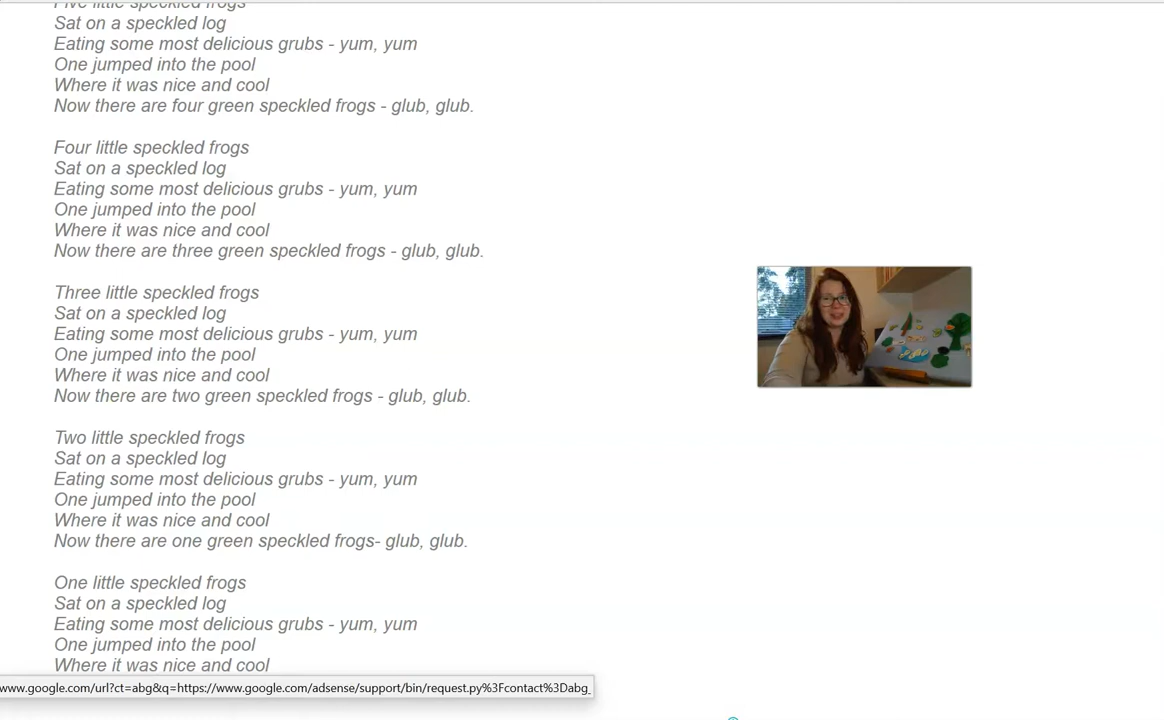 Five little speckled frogs
Sat on a speckled log
Eating some most delicious grubs - yum, yum
One jumped into the pool
Where it was nice and cool
Now there are four green speckled frogs - glub, glub.
Four little speckled frogs
Sat on a speckled log
Eating some most delicious grubs - yum, yum
One jumped into the pool
Where it was nice and cool
Now there are three green speckled frogs - glub, glub.
Three little speckled frogs
Sat on a speckled log
Eating some most delicious grubs - yum, yum
One jumped into the pool
Where it was nice and cool
Now there are two green speckled frogs - glub, glub.
Two little speckled frogs
Sat on a speckled log
Eating some most delicious grubs - yum, yum
One jumped into the pool
Where it was nice and cool
Now there are one green speckled frogs- glub, glub.
One little speckled frogs
Sat on a speckled log
Eating some most delicious grubs - yum, yum
One jumped into the pool
Where it was nice and cool
www.google.com/url?ct=abg&q=https://www.google.com/adsense/support/bin/request.py%3Fcontact%3Dabg_